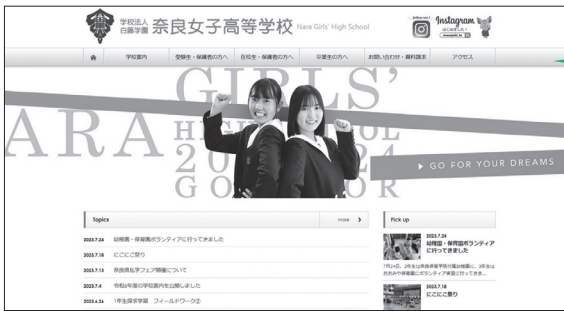 学校法人
白藤学園
奈良女子高等学校 Nara Girls' High School
Instagram
はじめました!
学校案内
受験生・保護者の方へ
在校生・保護者の方へ
卒業生の方へ
お問い合わせ・資料請求
アクセス
GIRLS'
NARA HIGH SCHOOL
2024
GO FOR
▶ GO FOR YOUR DREAMS
Topics
more
2023.7.24 幼稚園・保育園ボランティアに行ってきました
2023.7.18 にこにこ祭り
2023.7.13 奈良県私学フェア開催について
2023.7.4 令和6年度の学校案内を公開しました
2023.6.26 1年生探求学習 フィールドワーク②
Pick up
2023.7.24
幼稚園・保育園ボランティア
に行ってきました
2023.7.18
にこにこ祭り